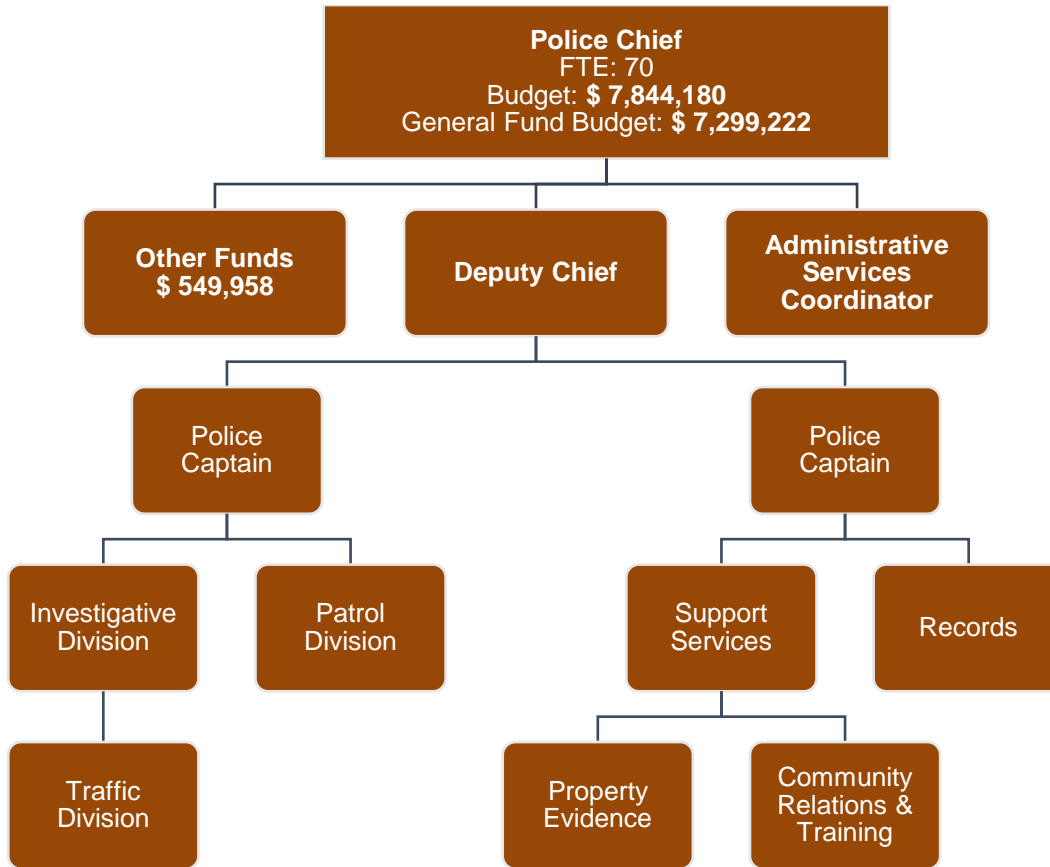 Police Chief
FTE: 70
Budget: $ 7,844,180
General Fund Budget: $ 7,299,222
Other Funds
$ 549,958
Deputy Chief
Administrative
Services
Coordinator
Police
Captain
Police
Captain
Investigative
Division
Patrol
Division
Support
Services
Records
Traffic
Division
Property
Evidence
Community
Relations &
Training